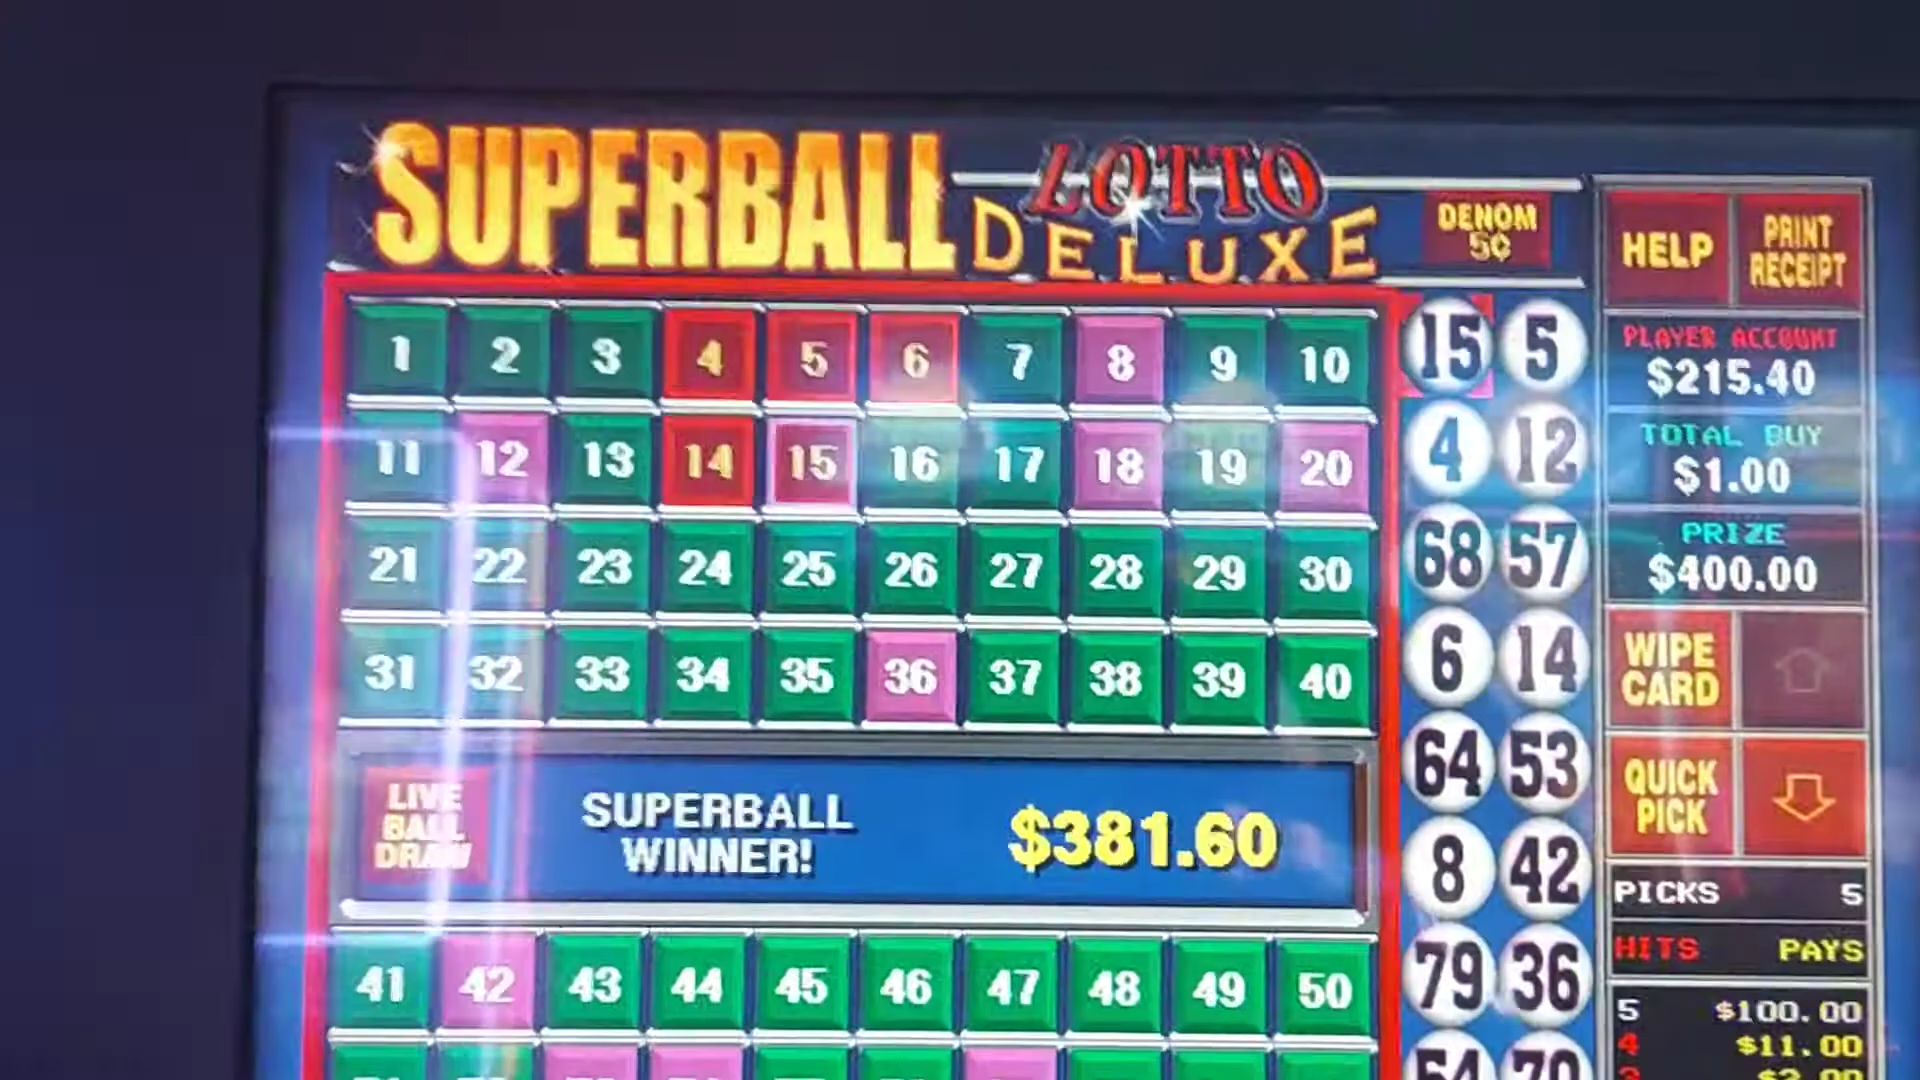 SUPERBALL LOTTO DELUXE
DENOM 5¢
HELP
PRINT RECEIPT
1 2 3 4 5 6 7 8 9 10
11 12 13 14 15 16 17 18 19 20
21 22 23 24 25 26 27 28 29 30
31 32 33 34 35 36 37 38 39 40
LIVE BALL DRAW
SUPERBALL WINNER!
$381.60
41 42 43 44 45 46 47 48 49 50
15 5
4 12
68 57
6 14
64 53
8 42
79 36
54 70
PLAYER ACCOUNT
$215.40
TOTAL BUY
$1.00
PRIZE
$400.00
WIPE CARD
QUICK PICK
PICKS 5
HITS PAYS
5 $100.00
4 $11.00